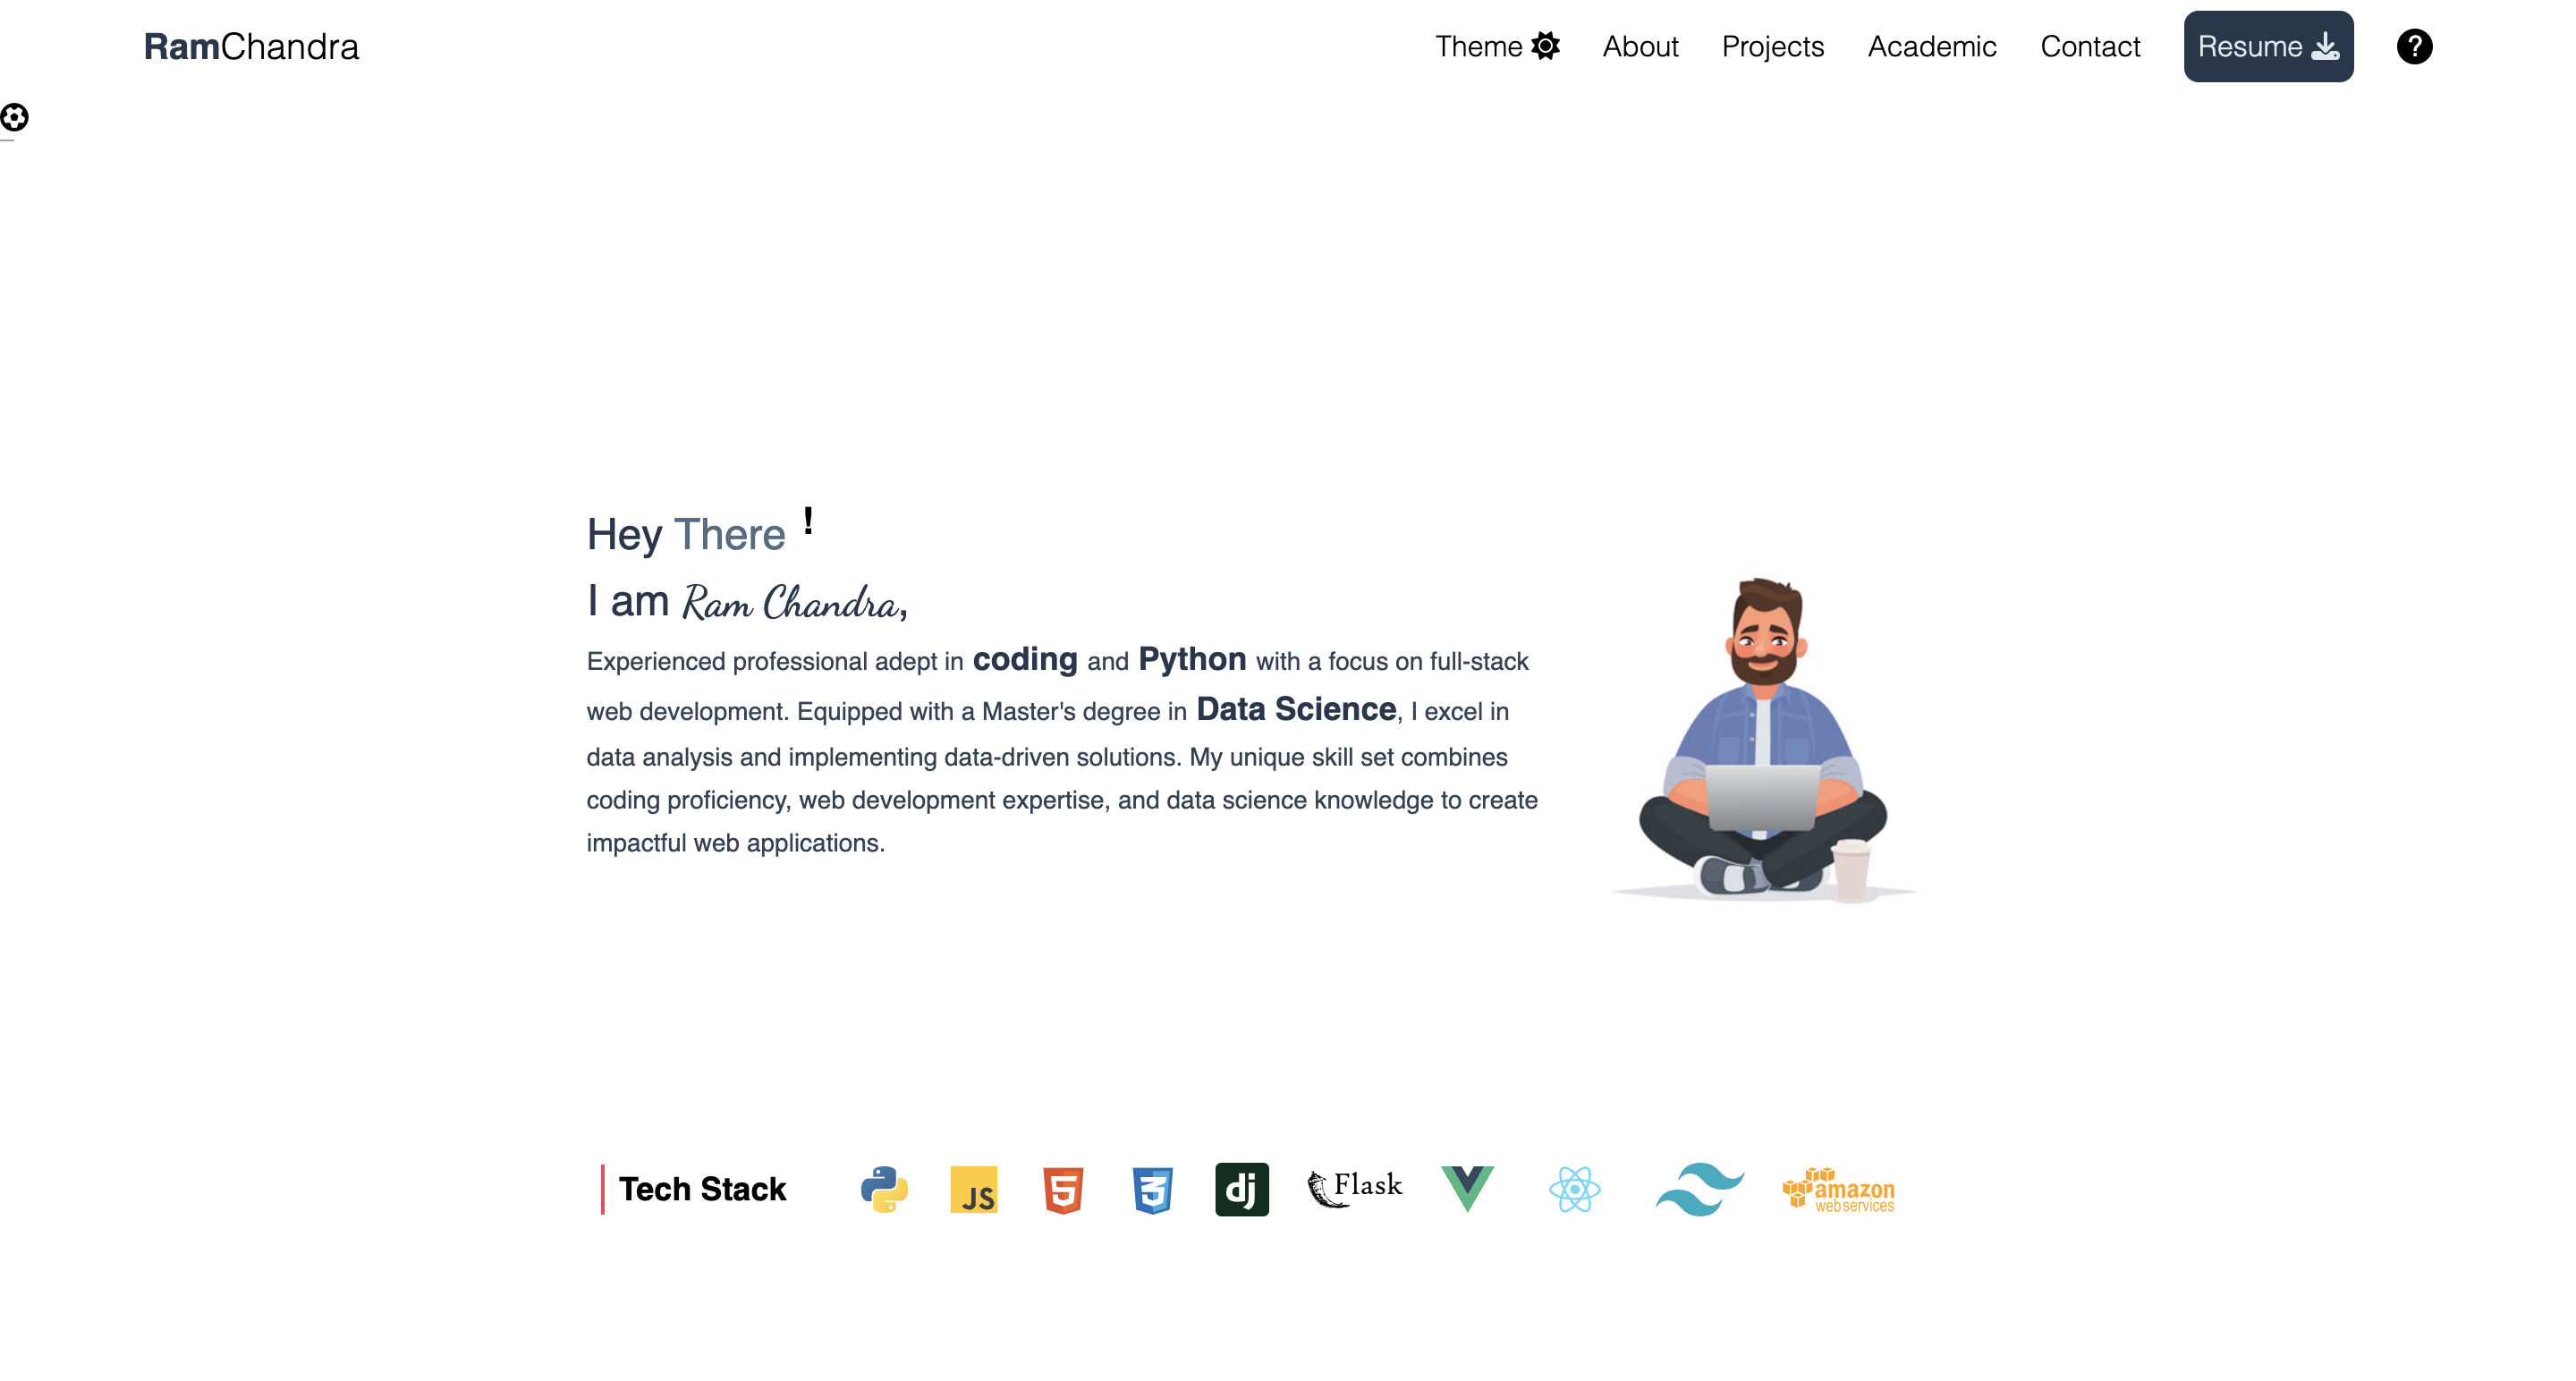 RamChandra
Theme About Projects Academic Contact Resume ?
Hey There !
I am Ram Chandra,
Experienced professional adept in coding and Python with a focus on full-stack
web development. Equipped with a Master's degree in Data Science, I excel in
data analysis and implementing data-driven solutions. My unique skill set combines
coding proficiency, web development expertise, and data science knowledge to create
impactful web applications.
Tech Stack JS 5 3 dj Flask amazon
webservices